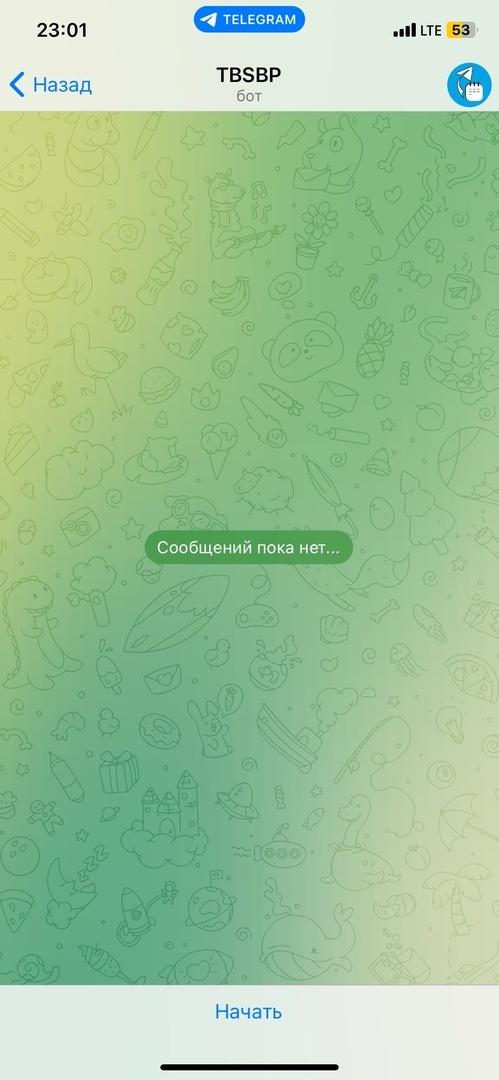 23:01
TELEGRAM
LTE 53
Назад
TBSBP
бот
Сообщений пока нет...
Начать